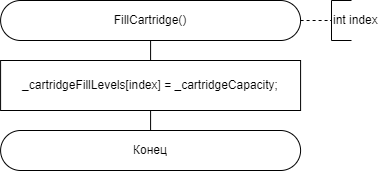 FillCartridge()
int index
_cartridgeFillLevels[index] = _cartridgeCapacity;
Конец